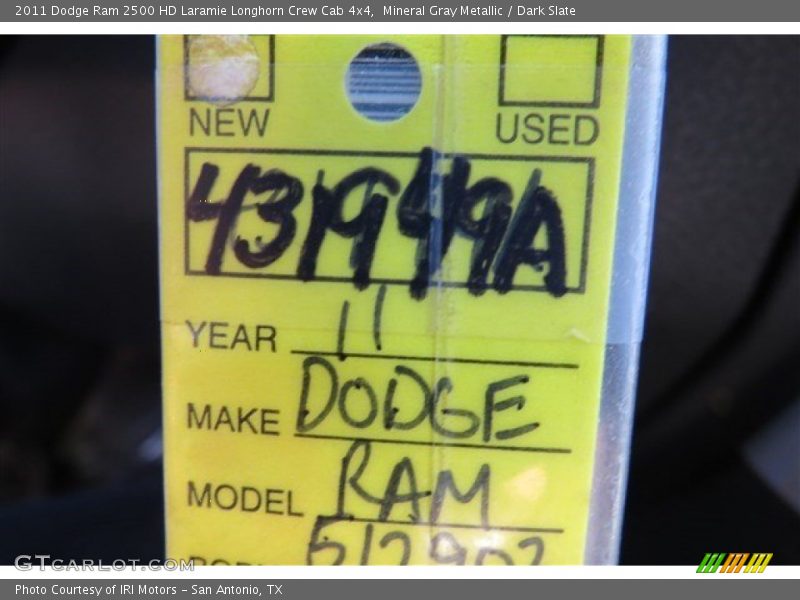 2011 Dodge Ram 2500 HD Laramie Longhorn Crew Cab 4x4, Mineral Gray Metallic / Dark Slate
NEW USED
431949A
YEAR 11
MAKE DODGE
MODEL RAM
GTCARLOT.COM
Photo Courtesy of IRI Motors – San Antonio, TX